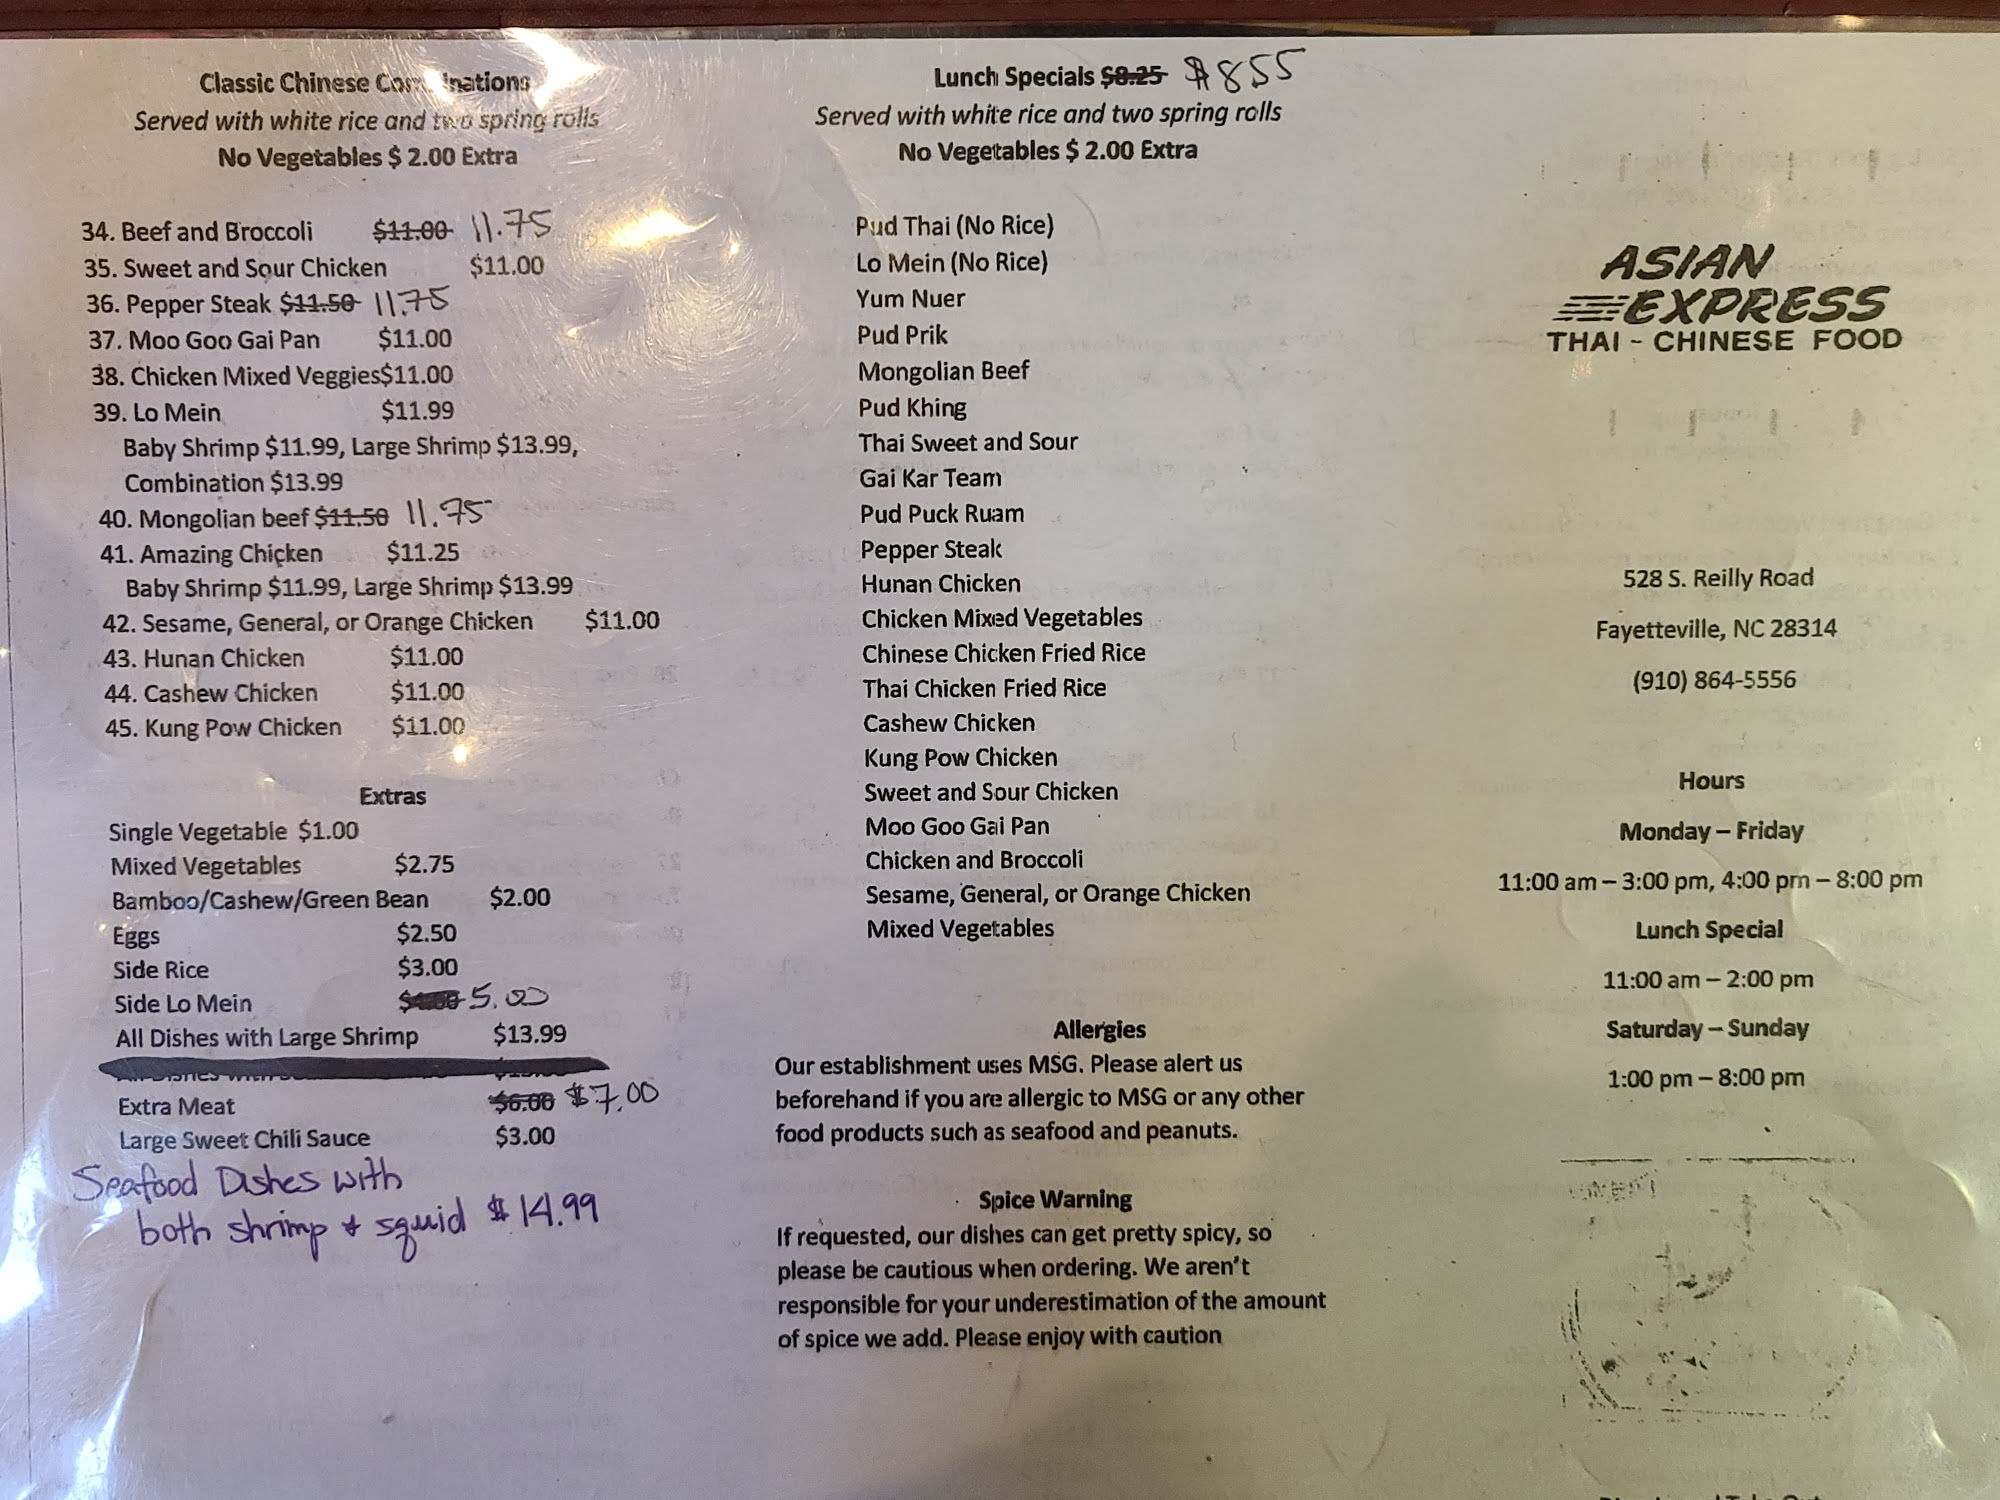 Classic Chinese Combinations
Served with white rice and two spring rolls
No Vegetables $ 2.00 Extra
34. Beef and Broccoli $11.00 11.75
35. Sweet and Sour Chicken $11.00
36. Pepper Steak $11.50 11.75
37. Moo Goo Gai Pan $11.00
38. Chicken Mixed Veggies$11.00
39. Lo Mein $11.99
Baby Shrimp $11.99, Large Shrimp $13.99,
Combination $13.99
40. Mongolian beef $11.50 11.75
41. Amazing Chicken $11.25
Baby Shrimp $11.99, Large Shrimp $13.99
42. Sesame, General, or Orange Chicken $11.00
43. Hunan Chicken $11.00
44. Cashew Chicken $11.00
45. Kung Pow Chicken $11.00
Extras
Single Vegetable $1.00
Mixed Vegetables $2.75
Bamboo/Cashew/Green Bean $2.00
Eggs $2.50
Side Rice $3.00
Side Lo Mein 5.00
All Dishes with Large Shrimp $13.99
Extra Meat $6.00 $7.00
Large Sweet Chili Sauce $3.00
Seafood Dishes with
both shrimp & squid $14.99
Lunch Specials $8.25 $855
Served with white rice and two spring rolls
No Vegetables $ 2.00 Extra
Pud Thai (No Rice)
Lo Mein (No Rice)
Yum Nuer
Pud Prik
Mongolian Beef
Pud Khing
Thai Sweet and Sour
Gai Kar Team
Pud Puck Ruam
Pepper Steak
Hunan Chicken
Chicken Mixed Vegetables
Chinese Chicken Fried Rice
Thai Chicken Fried Rice
Cashew Chicken
Kung Pow Chicken
Sweet and Sour Chicken
Moo Goo Gai Pan
Chicken and Broccoli
Sesame, General, or Orange Chicken
Mixed Vegetables
Allergies
Our establishment uses MSG. Please alert us
beforehand if you are allergic to MSG or any other
food products such as seafood and peanuts.
Spice Warning
If requested, our dishes can get pretty spicy, so
please be cautious when ordering. We aren't
responsible for your underestimation of the amount
of spice we add. Please enjoy with caution
ASIAN
EXPRESS
THAI - CHINESE FOOD
528 S. Reilly Road
Fayetteville, NC 28314
(910) 864-5556
Hours
Monday – Friday
11:00 am – 3:00 pm, 4:00 pm – 8:00 pm
Lunch Special
11:00 am – 2:00 pm
Saturday – Sunday
1:00 pm – 8:00 pm